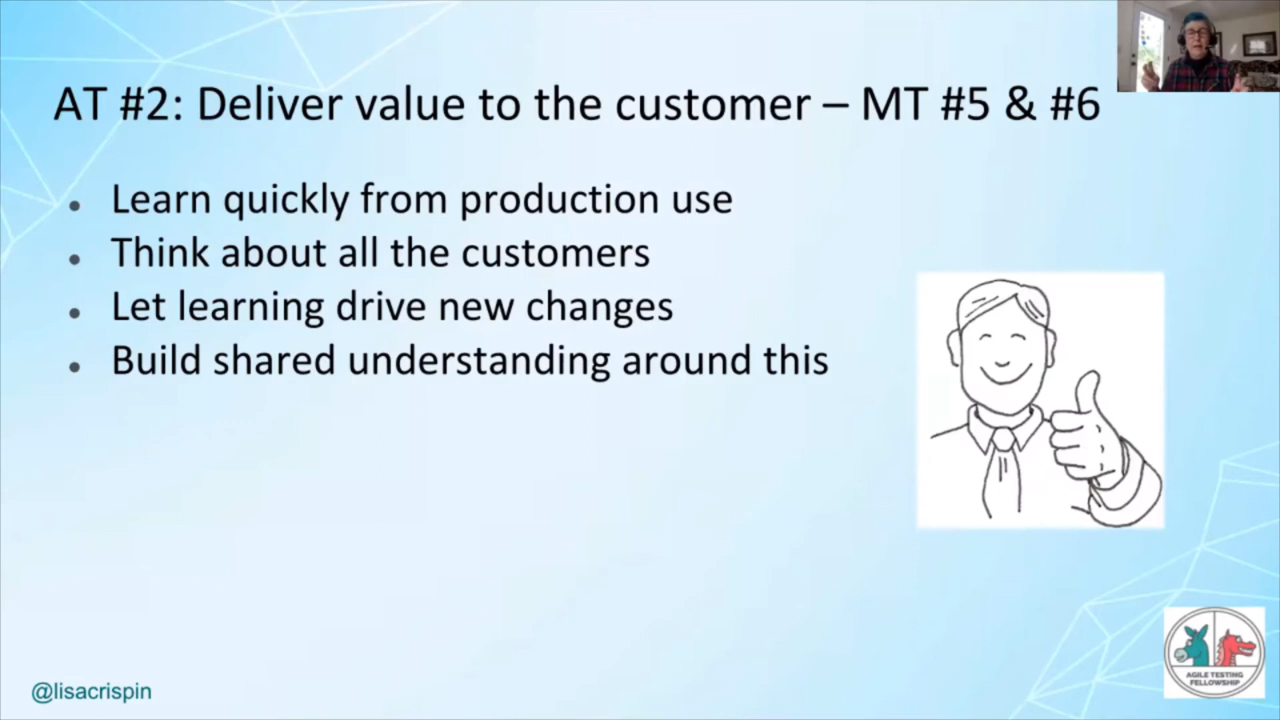 AT #2: Deliver value to the customer – MT #5 & #6
• Learn quickly from production use
• Think about all the customers
• Let learning drive new changes
• Build shared understanding around this
AGILE TESTING
FELLOWSHIP
@lisacrispin